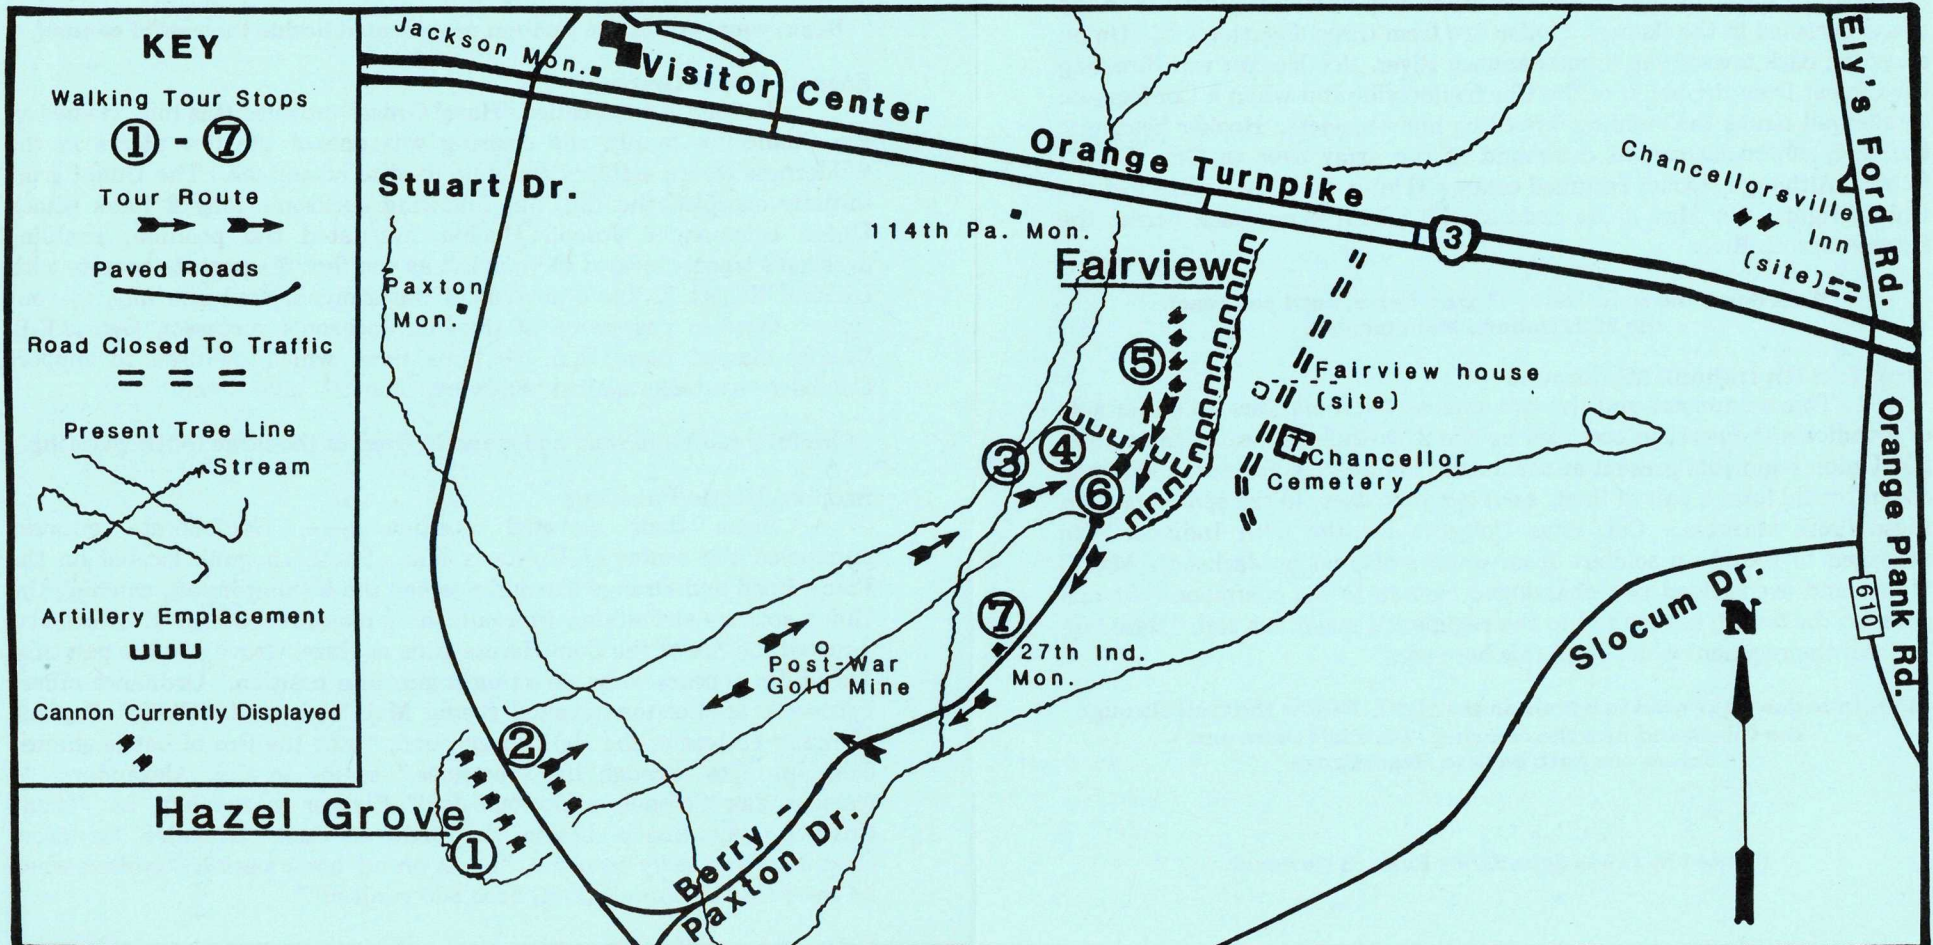 KEY
Walking Tour Stops
① - ⑦
Tour Route
Paved Roads
Road Closed To Traffic
Present Tree Line
Stream
Artillery Emplacement
Cannon Currently Displayed
Jackson Mon.
Visitor Center
Stuart Dr.
Paxton
Mon.
Orange Turnpike
3
114th Pa. Mon.
Fairview
Chancellorsville
Inn
(site)
Ely's Ford Rd.
Fairview house
(site)
Chancellor
Cemetery
⑤
④
③
⑥
⑦
27th Ind.
Mon.
Post-War
Gold Mine
②
Hazel Grove
①
Berry-
Paxton Dr.
Slocum Dr.
N
610
Orange Plank Rd.